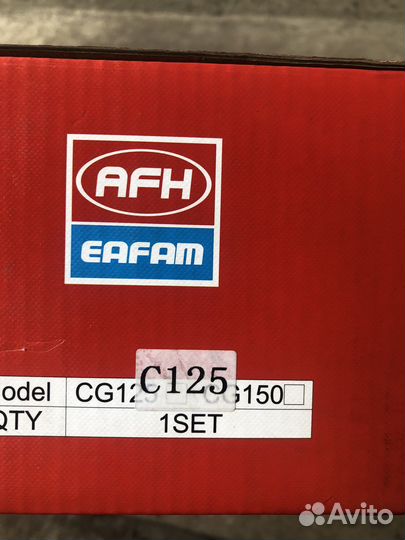 AFH
EAFAM
C125
odel CG125 CG150
QTY 1SET
Avito